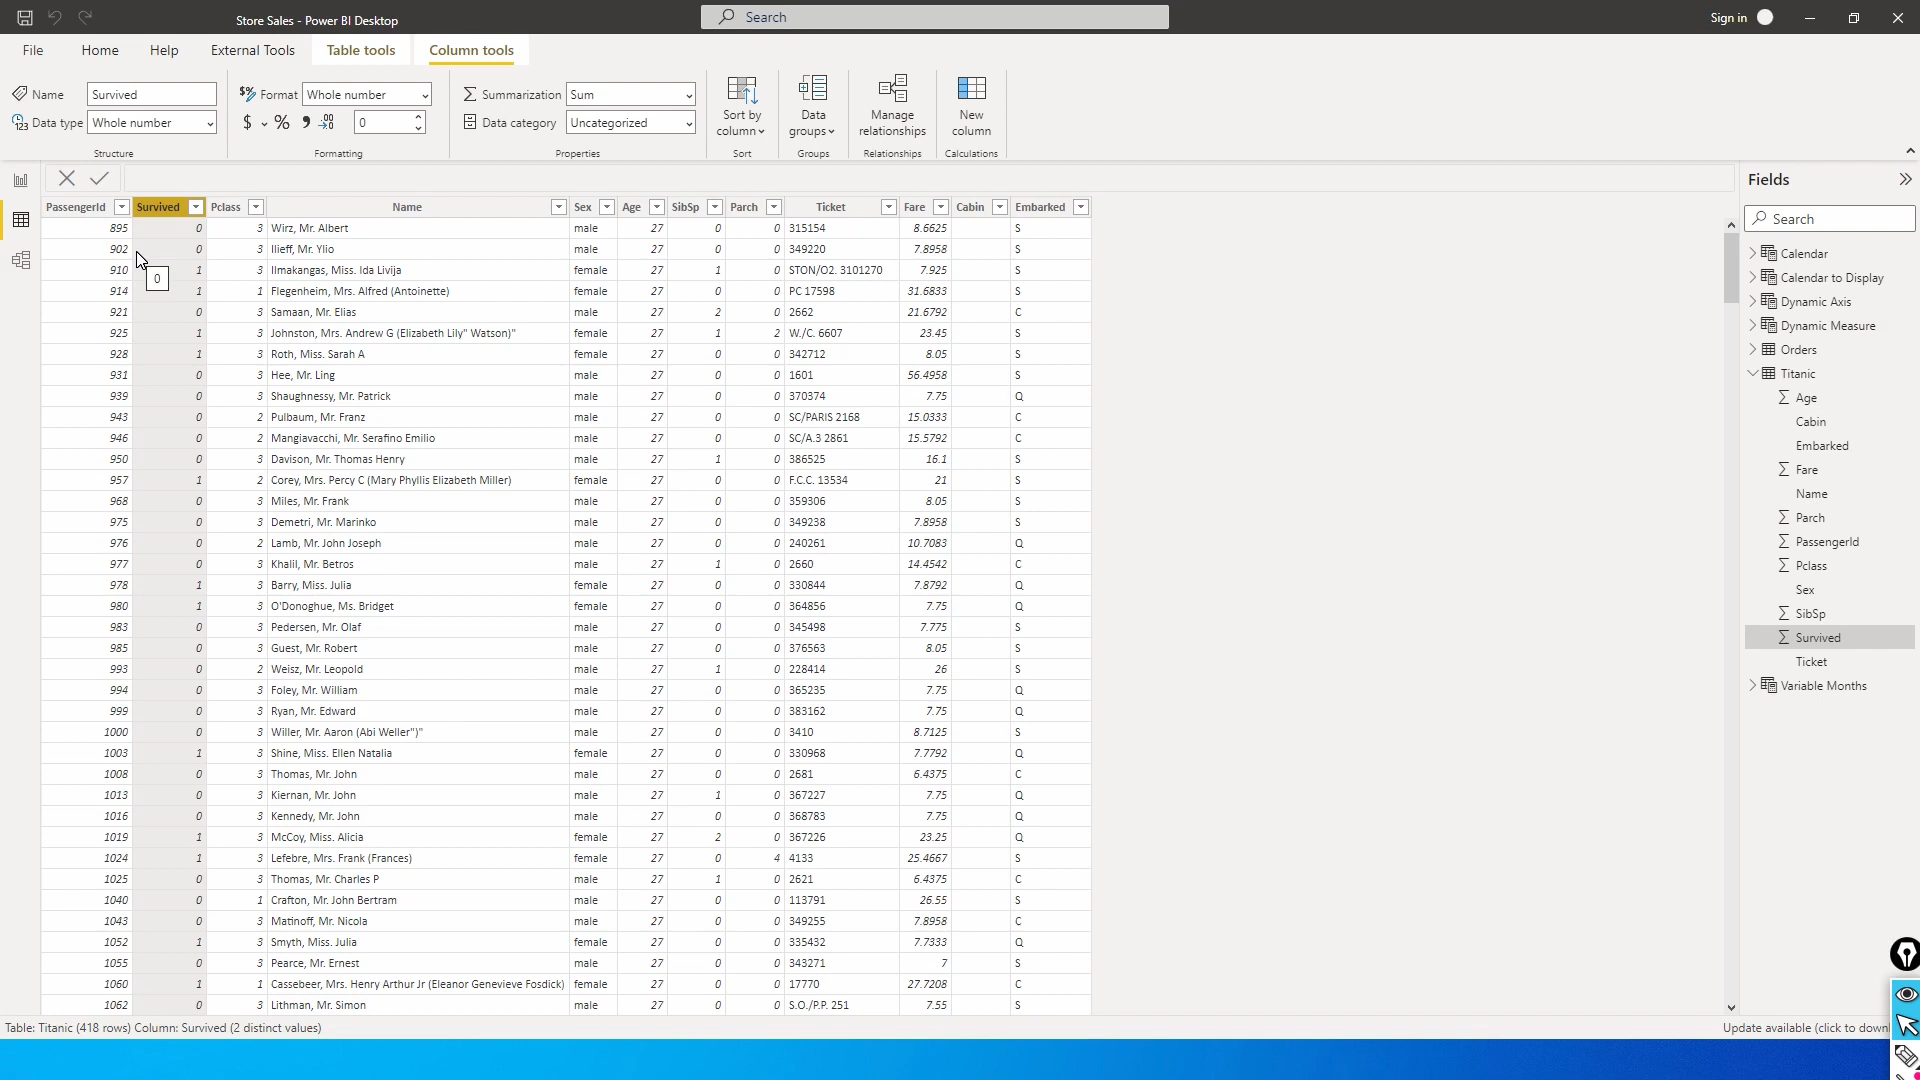 Store Sales - Power BI Desktop
Search
Sign in
File Home Help External Tools Table tools Column tools
Name Survived
Data type Whole number
Structure
Format Whole number
$ % 0
Formatting
Summarization Sum
Data category Uncategorized
Properties
Sort by column
Sort
Data groups
Groups
Manage relationships
Relationships
New column
Calculations
PassengerId Survived Pclass Name Sex Age SibSp Parch Ticket Fare Cabin Embarked
895 0 3 Wirz, Mr. Albert male 27 0 0 315154 8.6625 S
902 0 3 Ilieff, Mr. Ylio male 27 0 0 349220 7.8958 S
910 1 3 Ilmakangas, Miss. Ida Livija female 27 1 0 STON/O2. 3101270 7.925 S
0
914 1 1 Flegenheim, Mrs. Alfred (Antoinette) female 27 0 0 PC 17598 31.6833 S
921 0 3 Samaan, Mr. Elias male 27 2 0 2662 21.6792 C
925 1 3 Johnston, Mrs. Andrew G (Elizabeth Lily" Watson)" female 27 1 2 W./C. 6607 23.45 S
928 1 3 Roth, Miss. Sarah A female 27 0 0 342712 8.05 S
931 0 3 Hee, Mr. Ling male 27 0 0 1601 56.4958 S
939 0 3 Shaughnessy, Mr. Patrick male 27 0 0 370374 7.75 Q
943 0 2 Pulbaum, Mr. Franz male 27 0 0 SC/PARIS 2168 15.0333 C
946 0 2 Mangiavacchi, Mr. Serafino Emilio male 27 0 0 SC/A.3 2861 15.5792 C
950 0 3 Davison, Mr. Thomas Henry male 27 1 0 386525 16.1 S
957 1 2 Corey, Mrs. Percy C (Mary Phyllis Elizabeth Miller) female 27 0 0 F.C.C. 13534 21 S
968 0 3 Miles, Mr. Frank male 27 0 0 359306 8.05 S
975 0 3 Demetri, Mr. Marinko male 27 0 0 349238 7.8958 S
976 0 2 Lamb, Mr. John Joseph male 27 0 0 240261 10.7083 Q
977 0 3 Khalil, Mr. Betros male 27 1 0 2660 14.4542 C
978 1 3 Barry, Miss. Julia female 27 0 0 330844 7.8792 Q
980 1 3 O'Donoghue, Ms. Bridget female 27 0 0 364856 7.75 Q
983 0 3 Pedersen, Mr. Olaf male 27 0 0 345498 7.775 S
985 0 3 Guest, Mr. Robert male 27 0 0 376563 8.05 S
993 0 2 Weisz, Mr. Leopold male 27 1 0 228414 26 S
994 0 3 Foley, Mr. William male 27 0 0 365235 7.75 Q
999 0 3 Ryan, Mr. Edward male 27 0 0 383162 7.75 Q
1000 0 3 Willer, Mr. Aaron (Abi Weller")" male 27 0 0 3410 8.7125 S
1003 1 3 Shine, Miss. Ellen Natalia female 27 0 0 330968 7.7792 Q
1008 0 3 Thomas, Mr. John male 27 0 0 2681 6.4375 C
1013 0 3 Kiernan, Mr. John male 27 1 0 367227 7.75 Q
1016 0 3 Kennedy, Mr. John male 27 0 0 368783 7.75 Q
1019 1 3 McCoy, Miss. Alicia female 27 2 0 367226 23.25 Q
1024 1 3 Lefebre, Mrs. Frank (Frances) female 27 0 4 4133 25.4667 S
1025 0 3 Thomas, Mr. Charles P male 27 1 0 2621 6.4375 C
1040 0 1 Crafton, Mr. John Bertram male 27 0 0 113791 26.55 S
1043 0 3 Matinoff, Mr. Nicola male 27 0 0 349255 7.8958 C
1052 1 3 Smyth, Miss. Julia female 27 0 0 335432 7.7333 Q
1055 0 3 Pearce, Mr. Ernest male 27 0 0 343271 7 S
1060 1 1 Cassebeer, Mrs. Henry Arthur Jr (Eleanor Genevieve Fosdick) female 27 0 0 17770 27.7208 C
1062 0 3 Lithman, Mr. Simon male 27 0 0 S.O./P.P. 251 7.55 S
Fields
Search
Calendar
Calendar to Display
Dynamic Axis
Dynamic Measure
Orders
Titanic
Age
Cabin
Embarked
Fare
Name
Parch
PassengerId
Pclass
Sex
SibSp
Survived
Ticket
Variable Months
Table: Titanic (418 rows) Column: Survived (2 distinct values)
Update available (click to downl